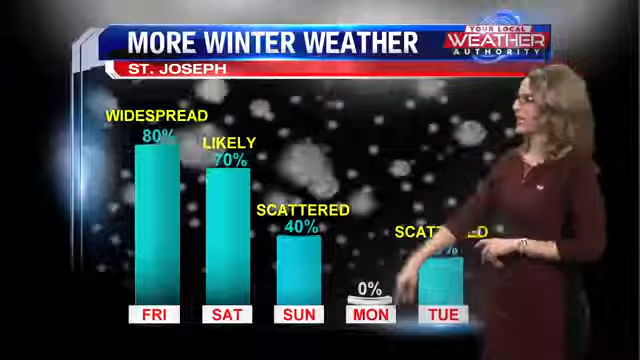 MORE WINTER WEATHER
YOUR LOCAL
WEATHER
AUTHORITY
ST. JOSEPH
WIDESPREAD
80%
LIKELY
70%
SCATTERED
40%
0%
FRI
SAT
SUN
MON
TUE